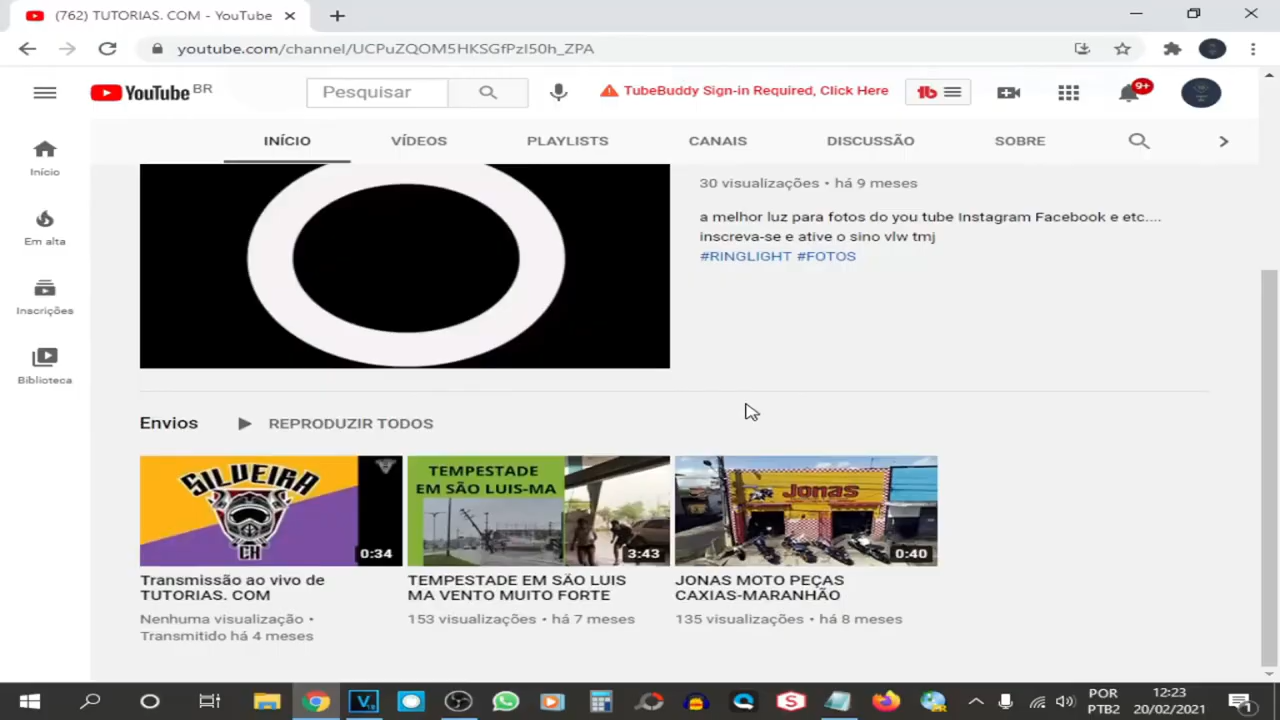 (762) TUTORIAS. COM - YouTube
youtube.com/channel/UCPuZQOM5HKSGfPzI50h_ZPA
YouTube BR
Pesquisar
TubeBuddy Sign-in Required, Click Here
tb
9+
INÍCIO VÍDEOS PLAYLISTS CANAIS DISCUSSÃO SOBRE
Início
Em alta
Inscrições
Biblioteca
30 visualizações • há 9 meses
a melhor luz para fotos do you tube Instagram Facebook e etc....
inscreva-se e ative o sino vlw tmj
#RINGLIGHT #FOTOS
Envios REPRODUZIR TODOS
SILVEIRA
CH
0:34
Transmissão ao vivo de
TUTORIAS. COM
Nenhuma visualização •
Transmitido há 4 meses
TEMPESTADE
EM SÃO LUIS-MA
3:43
TEMPESTADE EM SÃO LUIS
MA VENTO MUITO FORTE
153 visualizações • há 7 meses
Jonas
0:40
JONAS MOTO PEÇAS
CAXIAS-MARANHÃO
135 visualizações • há 8 meses
POR
PTB2
12:23
20/02/2021
1